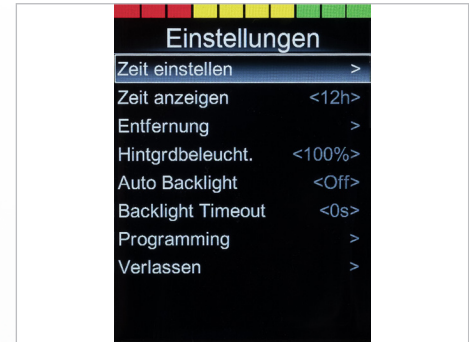 Einstellungen
Zeit einstellen >
Zeit anzeigen <12h>
Entfernung >
Hintgrdbeleucht. <100%>
Auto Backlight <Off>
Backlight Timeout <0s>
Programming >
Verlassen >